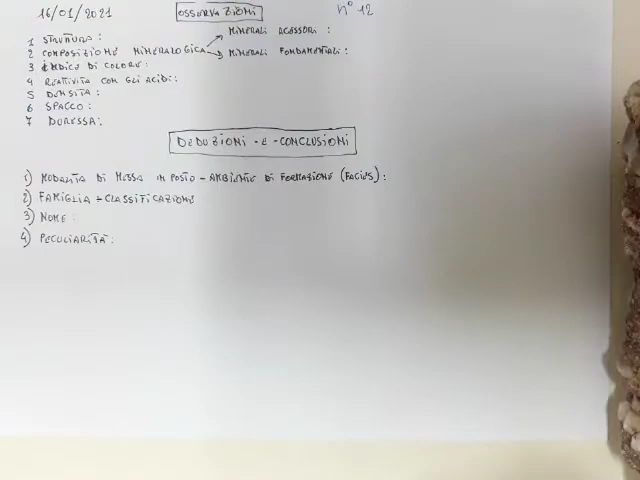 16/01/2021 OSSERVAZIONI n° 12
1 STRUTTURA:
2 COMPOSIZIONE MINERALOGICA MINERALI ACESSORI: MINERALI FONDAMENTALI:
3 INDICE DI COLORE:
4 REATTIVITÀ CON GLI ACIDI:
5 DENSITÀ:
6 SPACCO:
7 DURESSA:
DEDUZIONI - E - CONCLUSIONI
1) MODALITÀ DI MESSA IN POSTO - AMBIENTE DI FORMAZIONE (FACIES):
2) FAMIGLIA + CLASSIFICAZIONE
3) NOME:
4) PECULIARITÀ: